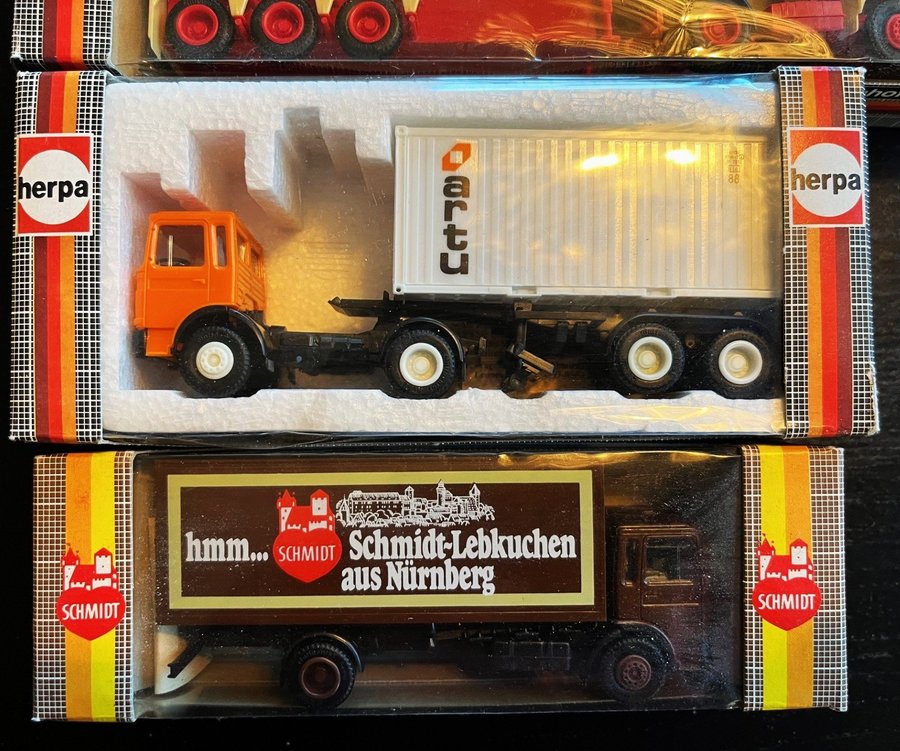 herpa
artu
herpa
hmm... SCHMIDT Schmidt-Lebkuchen
aus Nürnberg
SCHMIDT
SCHMIDT